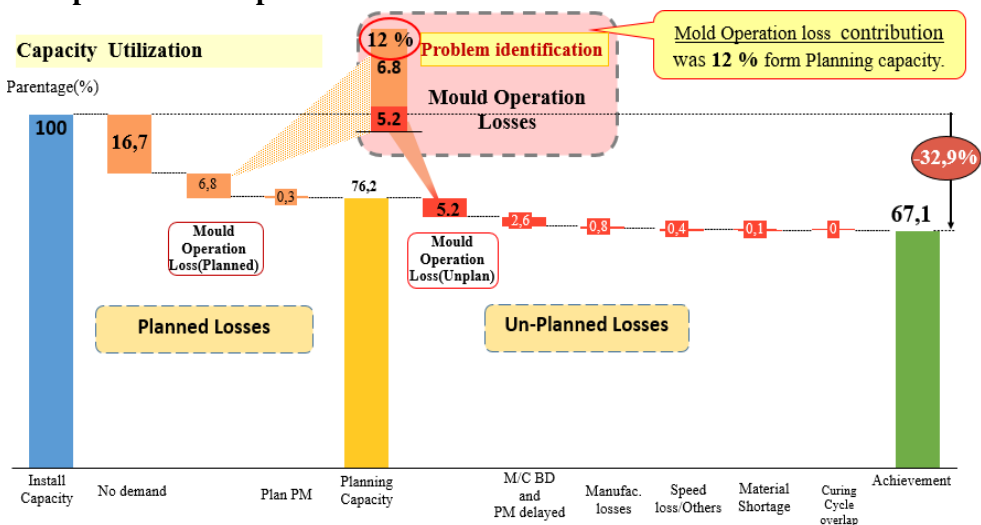 Capacity Utilization
Parentage(%)
12 %
6.8
5.2
Problem identification
Mould Operation
Losses
Mold Operation loss contribution
was 12 % form Planning capacity.
100
16,7
6,8
0,3
76,2
5.2
2,6
0,8
0,4
0,1
0
67,1
-32,9%
Mould
Operation
Loss(Planned)
Mould
Operation
Loss(Unplan)
Planned Losses
Un-Planned Losses
Install
Capacity
No demand
Plan PM
Planning
Capacity
M/C BD
and
PM delayed
Manufac.
losses
Speed
loss/Others
Material
Shortage
Curing
Cycle
overlap
Achievement